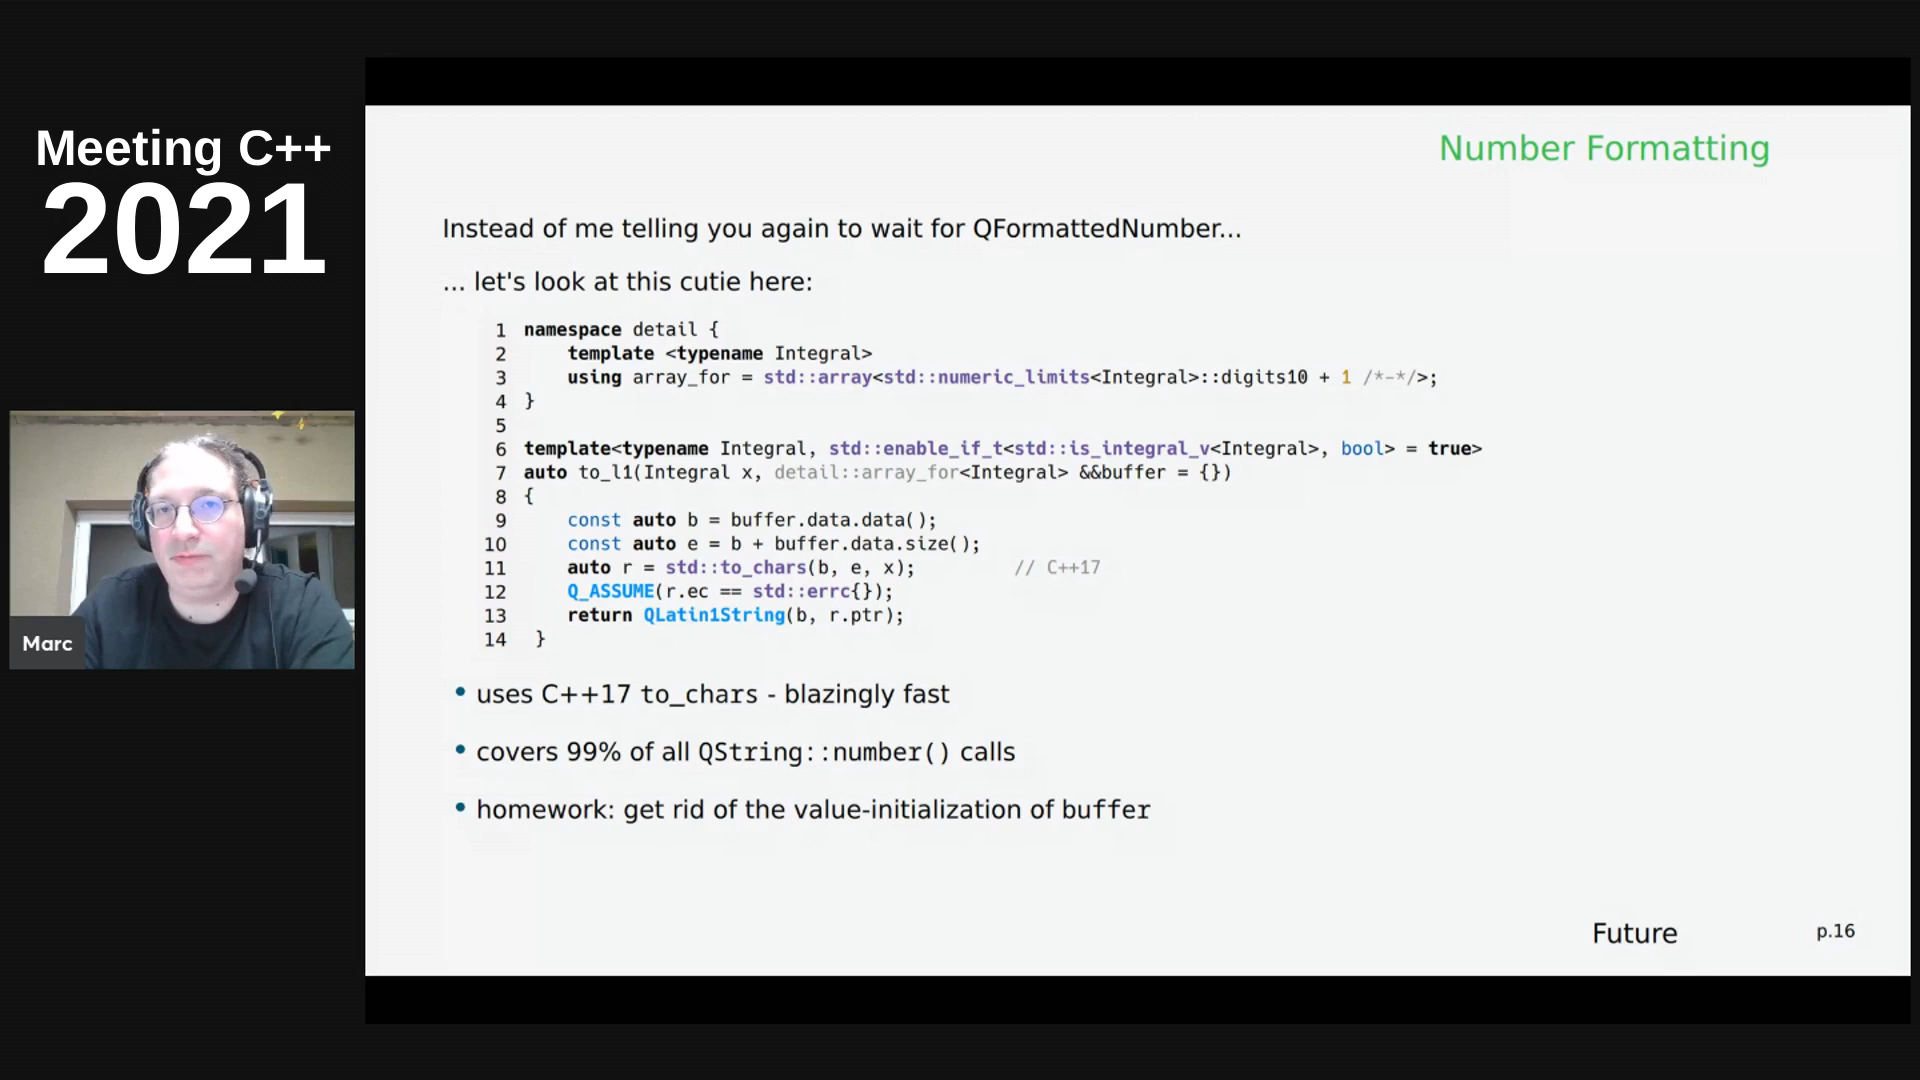 Meeting C++
2021
Marc
Number Formatting
Instead of me telling you again to wait for QFormattedNumber...
... let's look at this cutie here:
1 namespace detail {
2     template <typename Integral>
3     using array_for = std::array<std::numeric_limits<Integral>::digits10 + 1 /*-*/>;
4 }
5
6 template<typename Integral, std::enable_if_t<std::is_integral_v<Integral>, bool> = true>
7 auto to_l1(Integral x, detail::array_for<Integral> &&buffer = {})
8 {
9     const auto b = buffer.data.data();
10     const auto e = b + buffer.data.size();
11     auto r = std::to_chars(b, e, x);         // C++17
12     Q_ASSUME(r.ec == std::errc{});
13     return QLatin1String(b, r.ptr);
14  }
• uses C++17 to_chars - blazingly fast
• covers 99% of all QString::number() calls
• homework: get rid of the value-initialization of buffer
Future
p.16